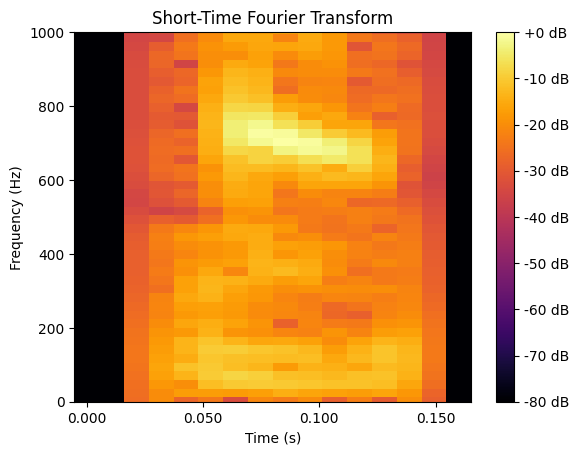 Short-Time Fourier Transform
1000
800
600
400
200
0
Frequency (Hz)
0.000
0.050
0.100
0.150
Time (s)
+0 dB
-10 dB
-20 dB
-30 dB
-40 dB
-50 dB
-60 dB
-70 dB
-80 dB